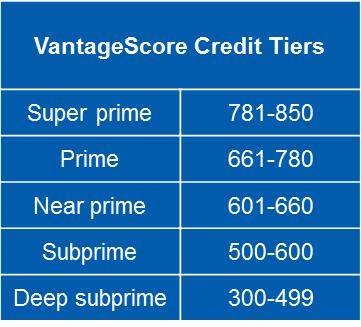 VantageScore Credit Tiers
Super prime 781-850
Prime 661-780
Near prime 601-660
Subprime 500-600
Deep subprime 300-499